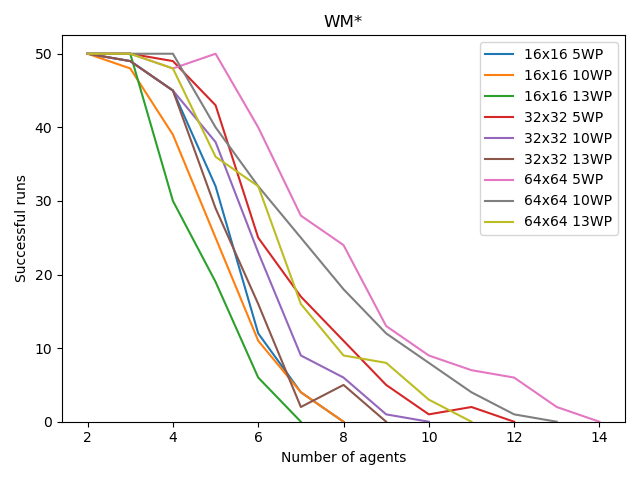 WM*
50
40
30
20
10
0
Successful runs
2
4
6
8
10
12
14
Number of agents
16x16 5WP
16x16 10WP
16x16 13WP
32x32 5WP
32x32 10WP
32x32 13WP
64x64 5WP
64x64 10WP
64x64 13WP